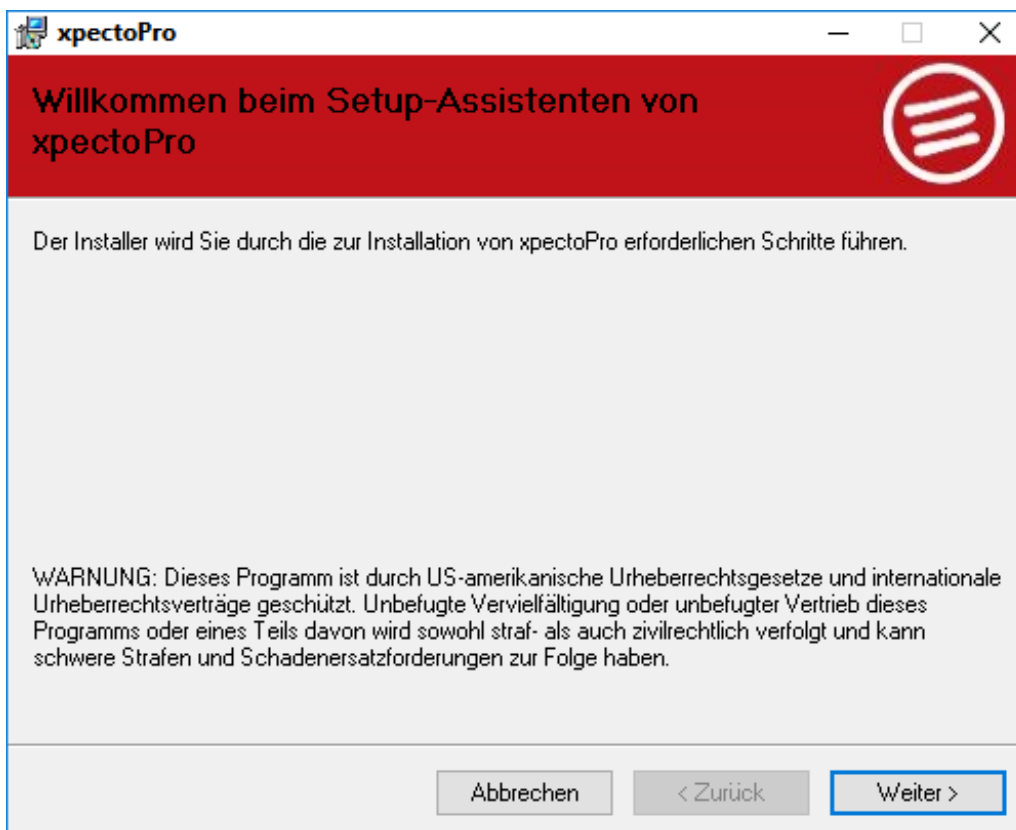 xpectoPro
Willkommen beim Setup-Assistenten von
xpectoPro
Der Installer wird Sie durch die zur Installation von xpectoPro erforderlichen Schritte führen.
WARNUNG: Dieses Programm ist durch US-amerikanische Urheberrechtsgesetze und internationale
Urheberrechtsverträge geschützt. Unbefugte Vervielfältigung oder unbefugter Vertrieb dieses
Programms oder eines Teils davon wird sowohl straf- als auch zivilrechtlich verfolgt und kann
schwere Strafen und Schadenersatzforderungen zur Folge haben.
Abbrechen < Zurück Weiter >